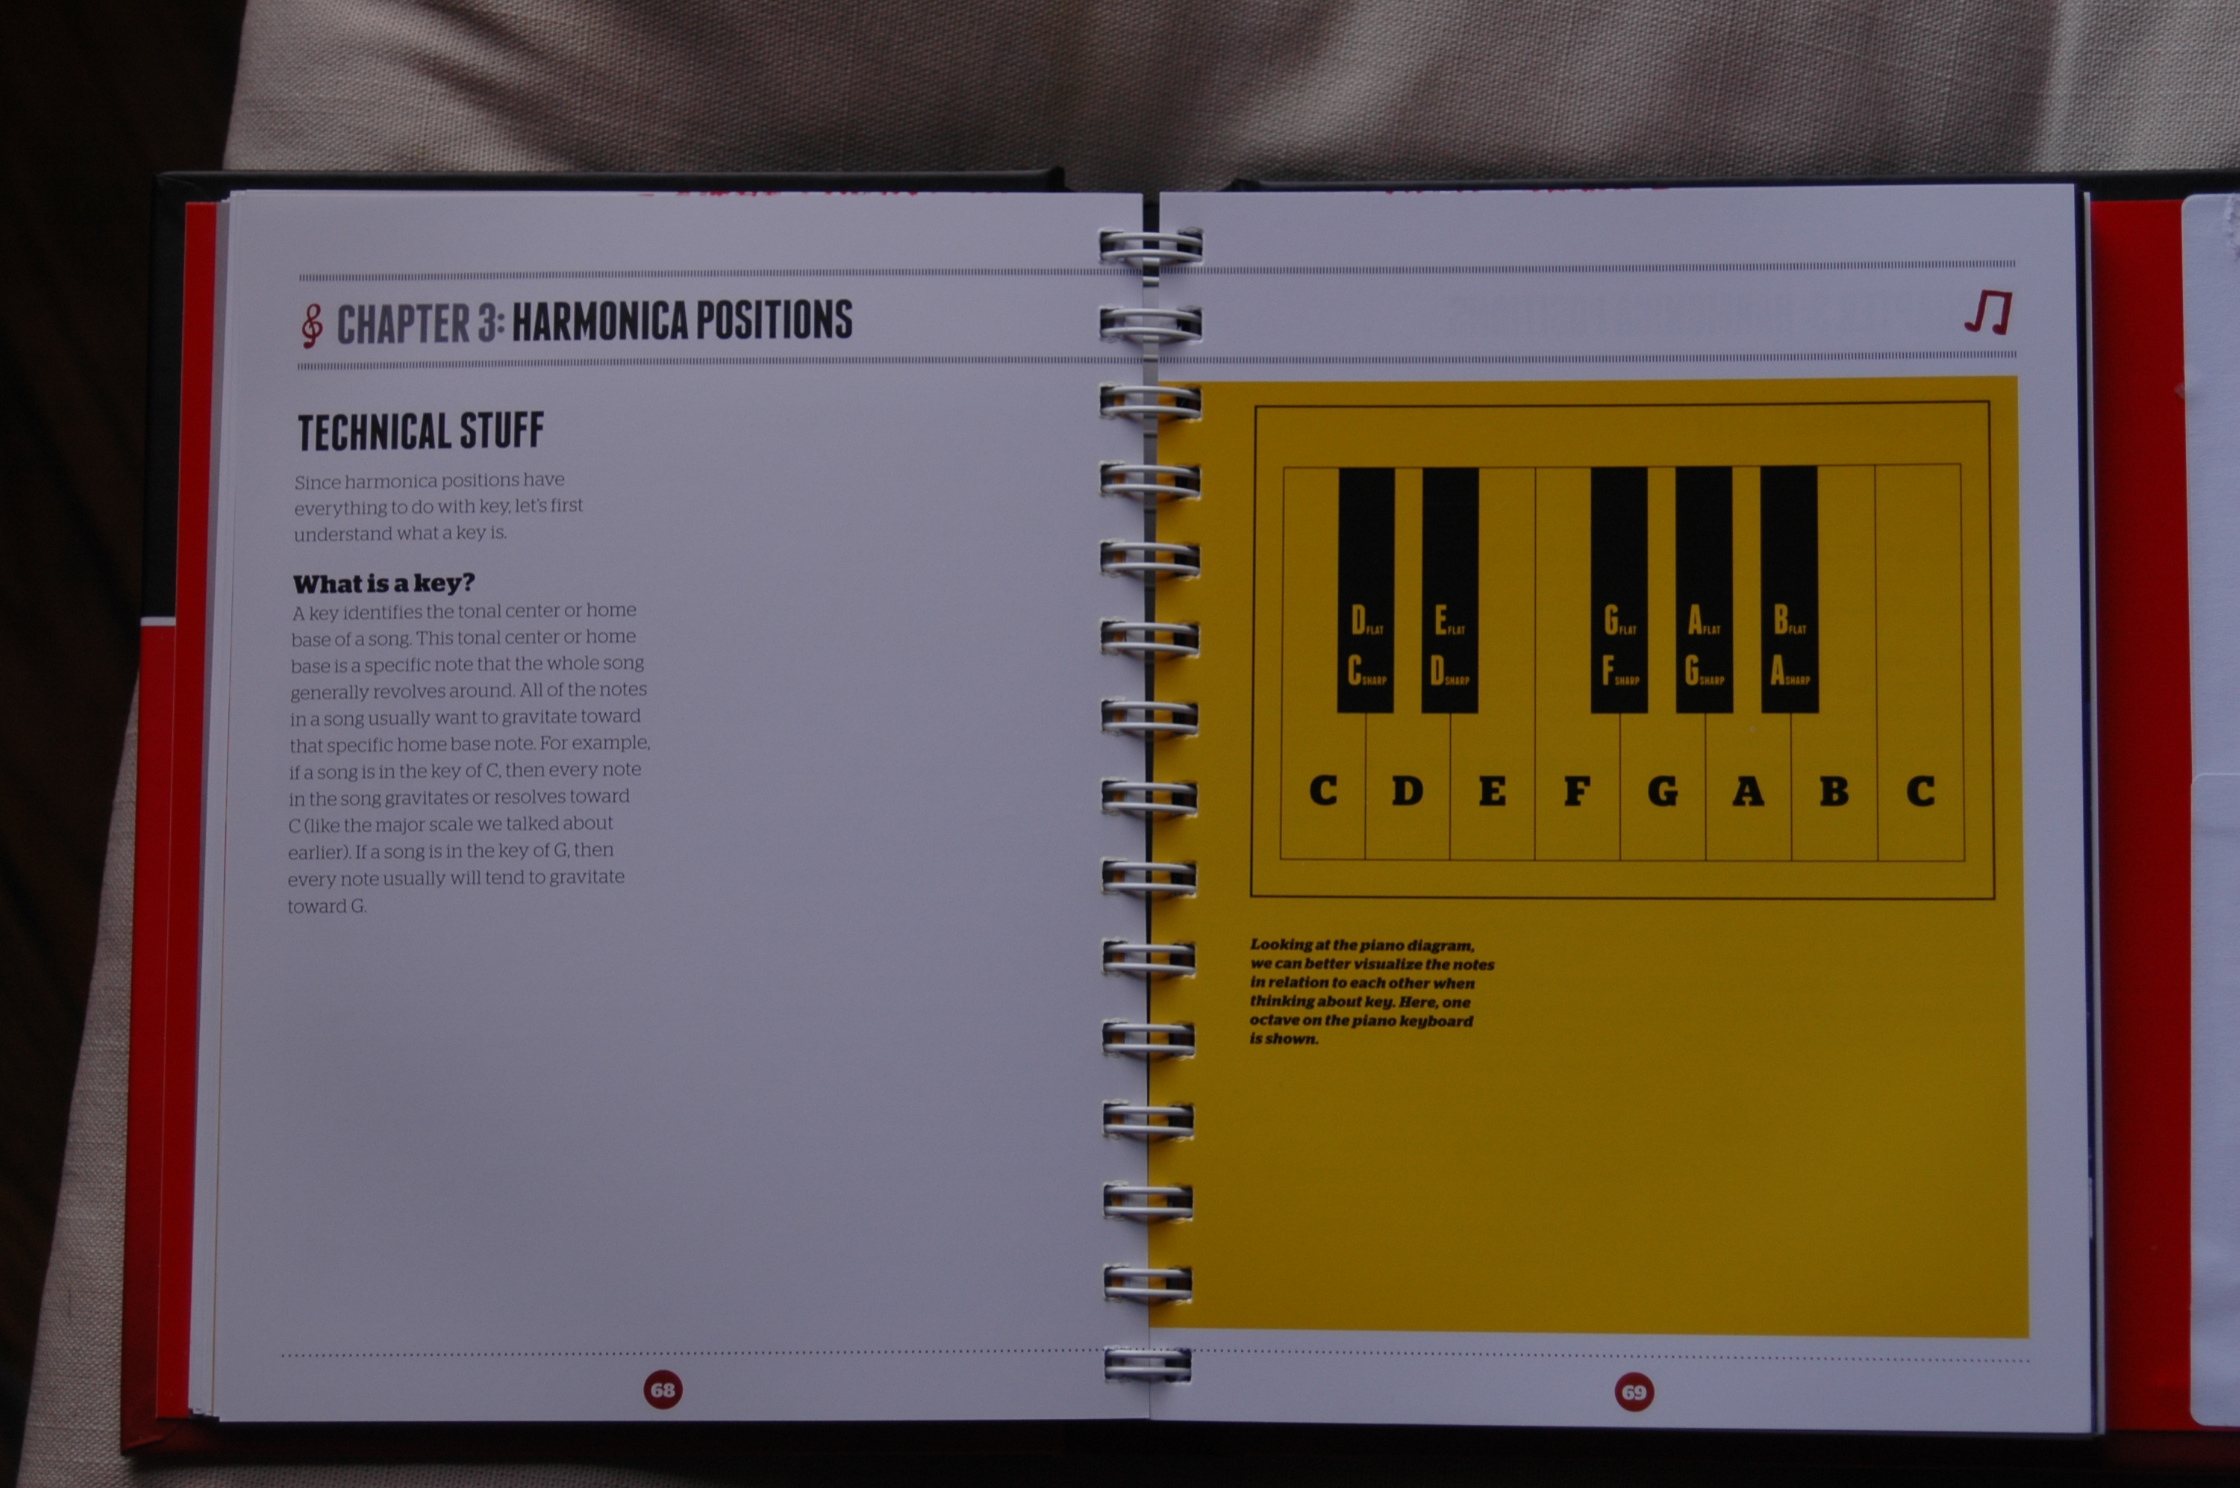 CHAPTER 3: HARMONICA POSITIONS
TECHNICAL STUFF
Since harmonica positions have
everything to do with key, let's first
understand what a key is.
What is a key?
A key identifies the tonal center or home
base of a song. This tonal center or home
base is a specific note that the whole song
generally revolves around. All of the notes
in a song usually want to gravitate toward
that specific home base note. For example,
if a song is in the key of C, then every note
in the song gravitates or resolves toward
C (like the major scale we talked about
earlier). If a song is in the key of G, then
every note usually will tend to gravitate
toward G.
68
D FLAT E FLAT G FLAT A FLAT B FLAT
C SHARP D SHARP F SHARP G SHARP A SHARP
C D E F G A B C
Looking at the piano diagram,
we can better visualize the notes
in relation to each other when
thinking about key. Here, one
octave on the piano keyboard
is shown.
69